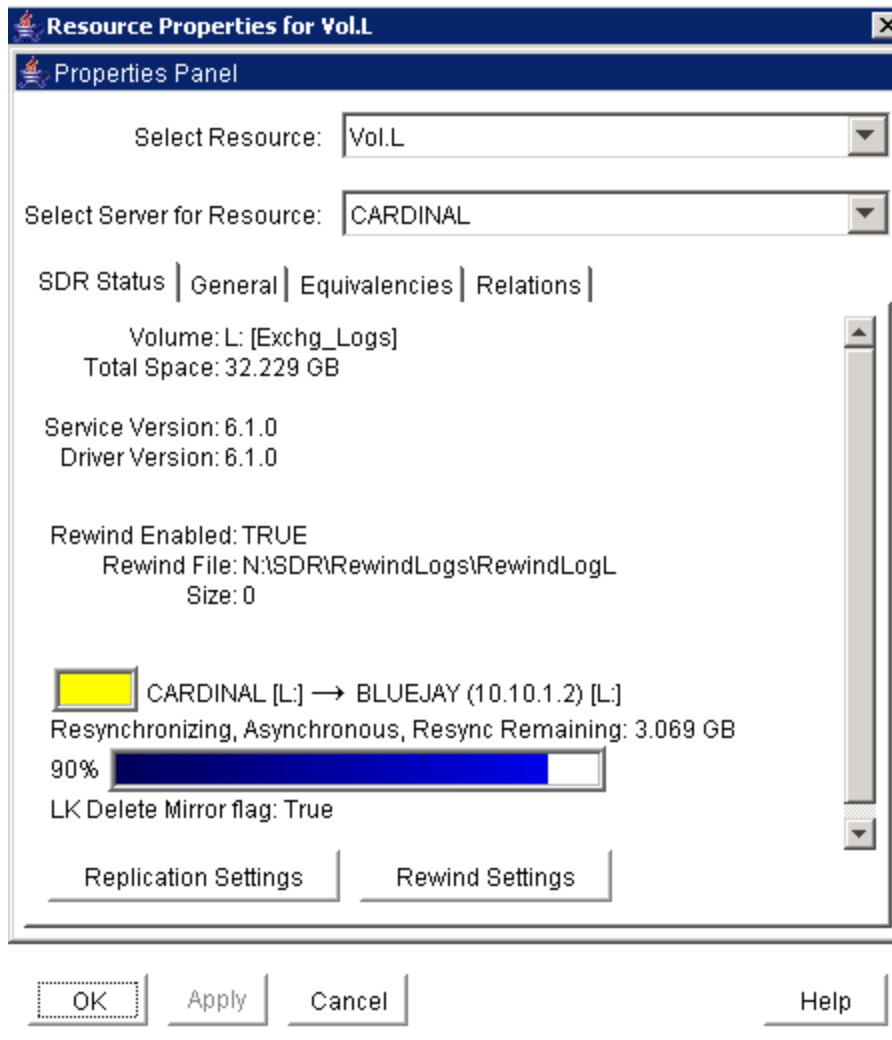 Resource Properties for Vol.L
Properties Panel
Select Resource: Vol.L
Select Server for Resource: CARDINAL
SDR Status General Equivalencies Relations
Volume: L: [Exchg_Logs]
Total Space: 32.229 GB
Service Version: 6.1.0
Driver Version: 6.1.0
Rewind Enabled: TRUE
Rewind File: N:\SDR\RewindLogs\RewindLogL
Size: 0
CARDINAL [L:] → BLUEJAY (10.10.1.2) [L:]
Resynchronizing, Asynchronous, Resync Remaining: 3.069 GB
90%
LK Delete Mirror flag: True
Replication Settings Rewind Settings
OK Apply Cancel Help